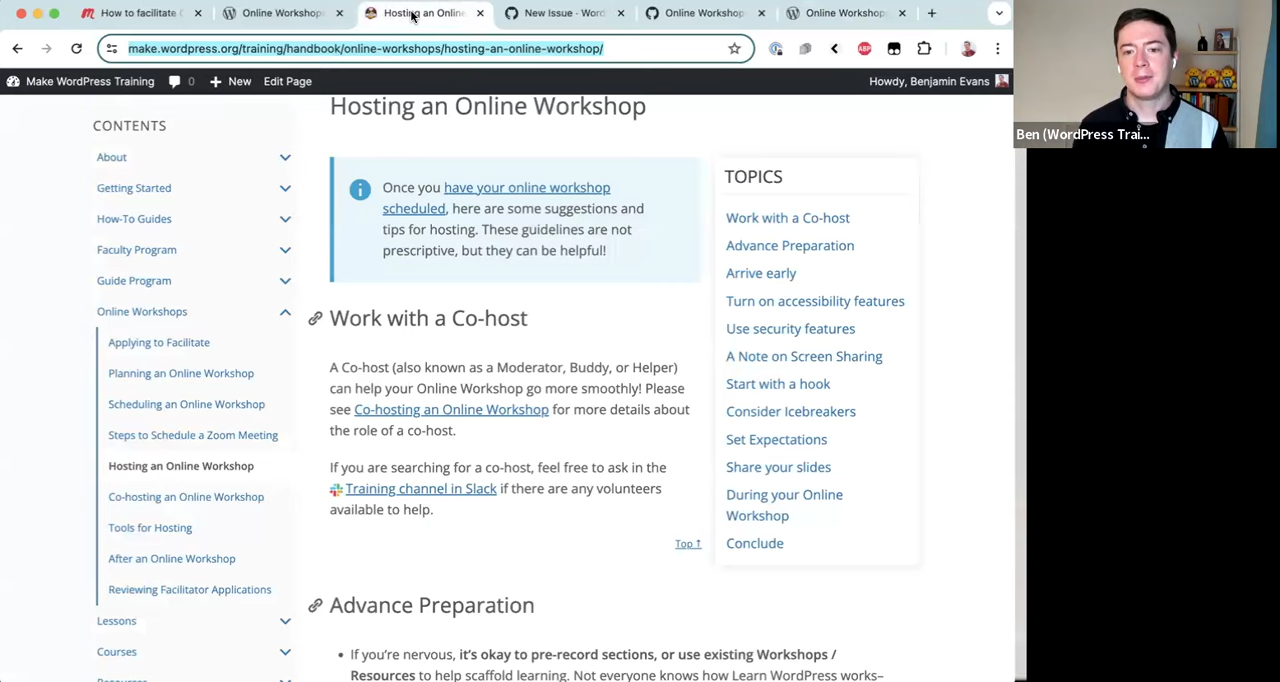 How to facilitate
Online Workshops
Hosting an Online
New Issue · Word
Online Workshop
Online Workshop
make.wordpress.org/training/handbook/online-workshops/hosting-an-online-workshop/
ABP
Make WordPress Training
0
New
Edit Page
Howdy, Benjamin Evans
Ben (WordPress Trai...
CONTENTS
About
Getting Started
How-To Guides
Faculty Program
Guide Program
Online Workshops
Applying to Facilitate
Planning an Online Workshop
Scheduling an Online Workshop
Steps to Schedule a Zoom Meeting
Hosting an Online Workshop
Co-hosting an Online Workshop
Tools for Hosting
After an Online Workshop
Reviewing Facilitator Applications
Lessons
Courses
Hosting an Online Workshop
Once you have your online workshop
scheduled, here are some suggestions and
tips for hosting. These guidelines are not
prescriptive, but they can be helpful!
Work with a Co-host
A Co-host (also known as a Moderator, Buddy, or Helper)
can help your Online Workshop go more smoothly! Please
see Co-hosting an Online Workshop for more details about
the role of a co-host.
If you are searching for a co-host, feel free to ask in the
Training channel in Slack if there are any volunteers
available to help.
Top ↑
Advance Preparation
• If you're nervous, it's okay to pre-record sections, or use existing Workshops /
Resources to help scaffold learning. Not everyone knows how Learn WordPress works–
TOPICS
Work with a Co-host
Advance Preparation
Arrive early
Turn on accessibility features
Use security features
A Note on Screen Sharing
Start with a hook
Consider Icebreakers
Set Expectations
Share your slides
During your Online
Workshop
Conclude